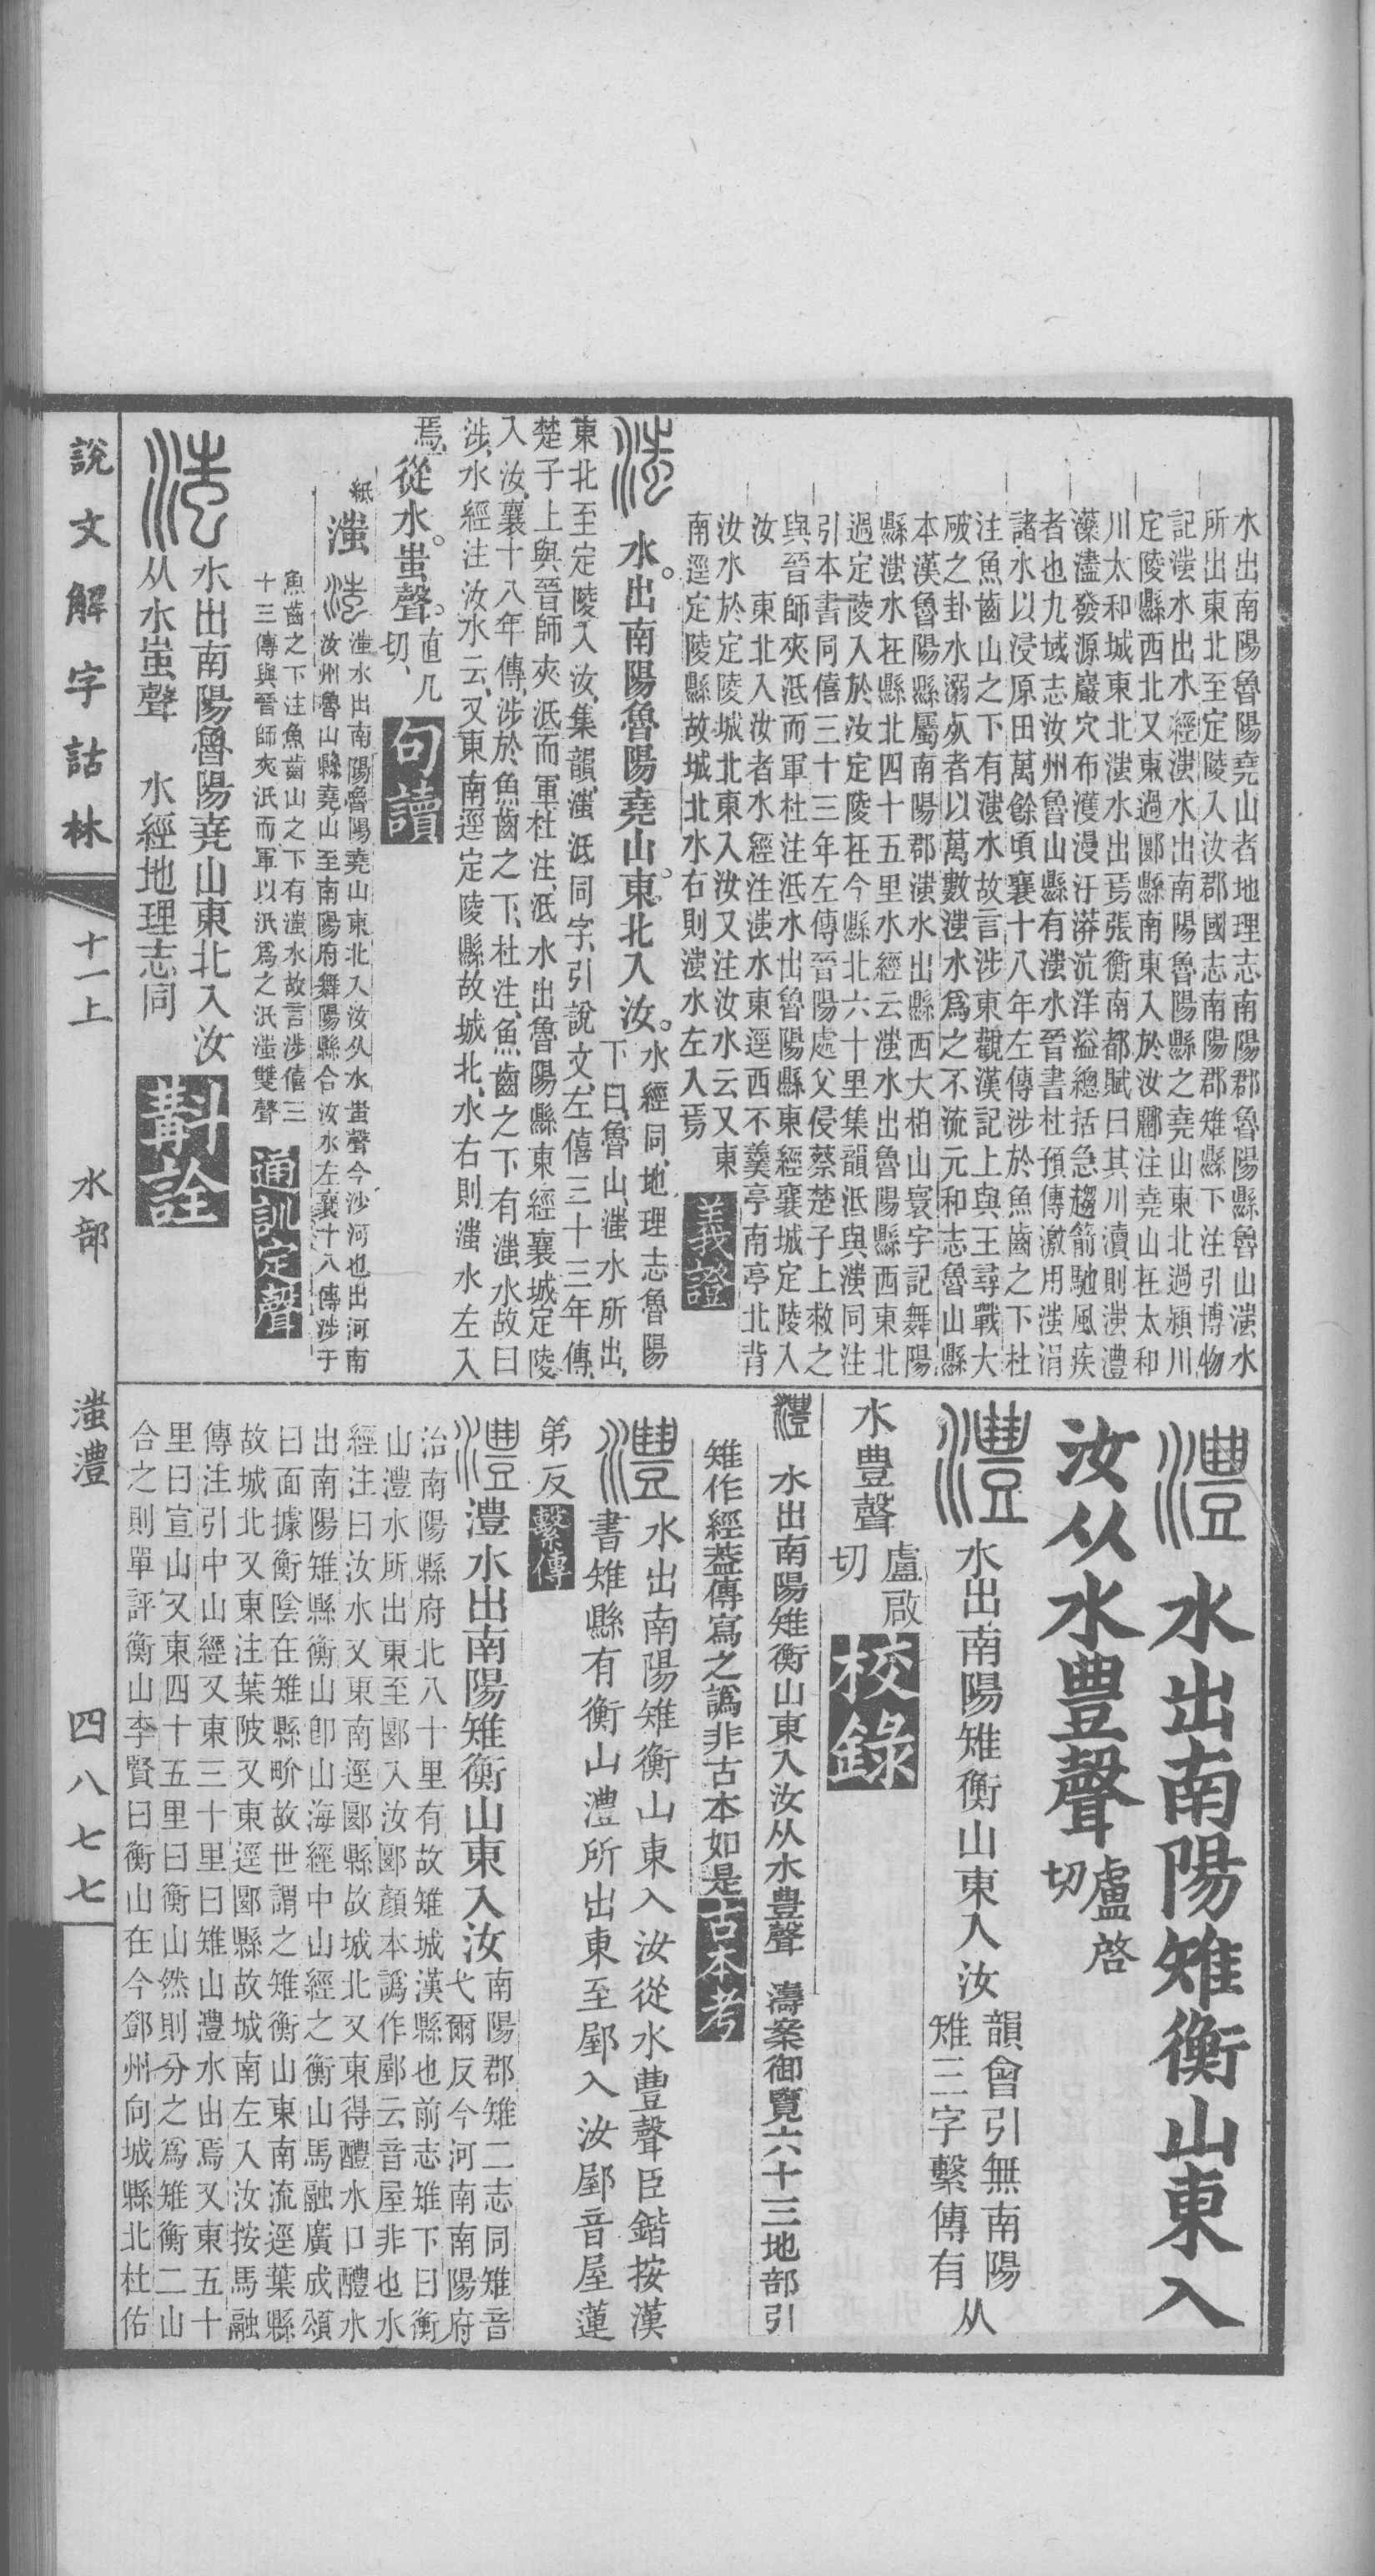 水出南陽魯陽堯山者地理志南陽郡魯陽縣魯山滍水
所出東北至定陵入汝郡國志南陽郡雉縣下注引博物
記滍水出水經滍水出南陽魯陽縣之堯山東北過潁川
定陵縣西北又東過郾縣南東入於汝酈注堯山在太和
川太和城東北滍水出焉張衡南都賦曰其川瀆則滍澧
濼濜發源巖穴布濩漫汗漭沆洋溢總括急趨箭馳風疾
者也九域志汝州魯山縣有滍水晉書杜預傳激用滍淯
諸水以浸原田萬餘頃襄十八年左傳涉於魚齒之下杜
注魚齒山之下有滍水故言涉東觀漢記上與王尋戰大
破之卦水溺死者以萬數滍水爲之不流元和志魯山縣
本漢魯陽縣屬南陽郡滍水出縣西大柏山寰宇記舞陽
縣滍水在縣北四十五里水經云滍水出魯陽縣西東北
過定陵入於汝定陵在今縣北六十里集韻泜與滍同注
引本書同僖三十三年左傳晉陽處父侵蔡楚子上救之
與晉師夾泜而軍杜注泜水出魯陽縣東經襄城定陵入
汝　東北入汝者水經注滍水東逕西不羹亭南亭北背
汝水於定陵城北東入汝又注汝水云又東
南逕定陵縣故城北水右則滍水左入焉　義證
滍　水。出南陽魯陽堯山。東北入汝。水經同、地理志魯陽
下曰、魯山、滍水所出、
東北至定陵入汝、集韻、滍泜同字、引說文、左僖三十三年傳、
楚子上與晉師夾泜而軍、杜注、泜水出魯陽縣東經襄城定陵
入汝、襄十八年傳、涉於魚齒之下、杜注、魚齒之下有滍水、故曰
涉、水經注汝水云、又東南逕定陵縣故城北、水右則滍水左入
焉、從水。蚩聲。直几切、句讀
紙　滍　滍水出南陽魯陽堯山東北入汝从水蚩聲今沙河也出河南
汝州魯山縣堯山至南陽府舞陽縣合汝水左襄十八傳涉于
魚齒之下注魚齒山之下有滍水故言涉僖三
十三傳與晉師夾泜而軍以泜爲之泜滍雙聲　通訓定聲
滍　水出南陽魯陽堯山東北入汝
从水蚩聲　水經地理志同　斠詮
澧　水出南陽雉衡山東入
汝从水豊聲盧啓切
澧　水出南陽雉衡山東入汝韻會引無南陽
雉三字繫傳有从
水豊聲盧啟切　校錄
澧　水出南陽雉衡山東入汝从水豊聲　濤案御覽六十三地部引
雉作經葢傳寫之譌非古本如是　古本考
澧　水出南陽雉衡山東入汝從水豊聲臣鍇按漢
書雉縣有衡山澧所出東至郾入汝郾音屋蓮
弟反　繫傳
澧　澧水出南陽雉衡山東入汝南陽郡雉二志同雉音
弋爾反今河南南陽府
治南陽縣府北八十里有故雉城漢縣也前志雉下曰衡
山澧水所出東至郾入汝郾顏本譌作郾云音屋非也水
經注曰汝水又東南逕郾縣故城北又東得醴水口醴水
出南陽雉縣衡山卽山海經中山經之衡山馬融廣成頌
曰面據衡陰在雉縣畍故世謂之雉衡山東南流逕葉縣
故城北又東注葉陂又東逕郾縣故城南左入汝按馬融
傳注引中山經又東三十里曰雉山澧水出焉又東五十
里曰宣山又東四十五里曰衡山然則分之爲雉衡二山
合之則單評衡山李賢曰衡山在今鄧州向城縣北杜佑
說文解字詁林　十一上　水部　滍澧　四八七七